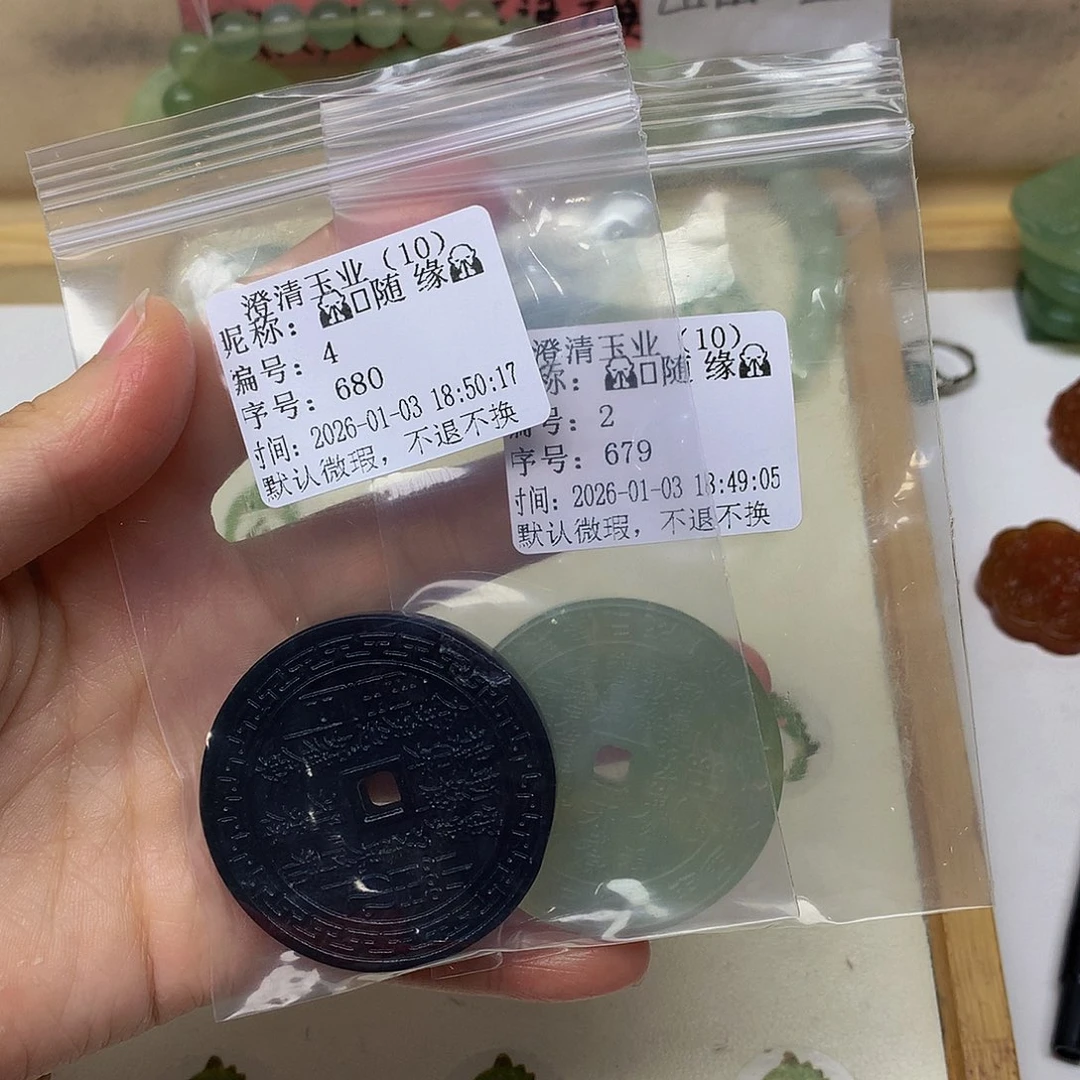 澄清玉业（10）
昵称：随 缘
编号：4
序号：680
时间：2026-01-03 18:50:17
默认微瑕，不退不换
澄清玉业（10）
称：随 缘
编号：2
序号：679
时间：2026-01-03 18:49:05
默认微瑕，不退不换